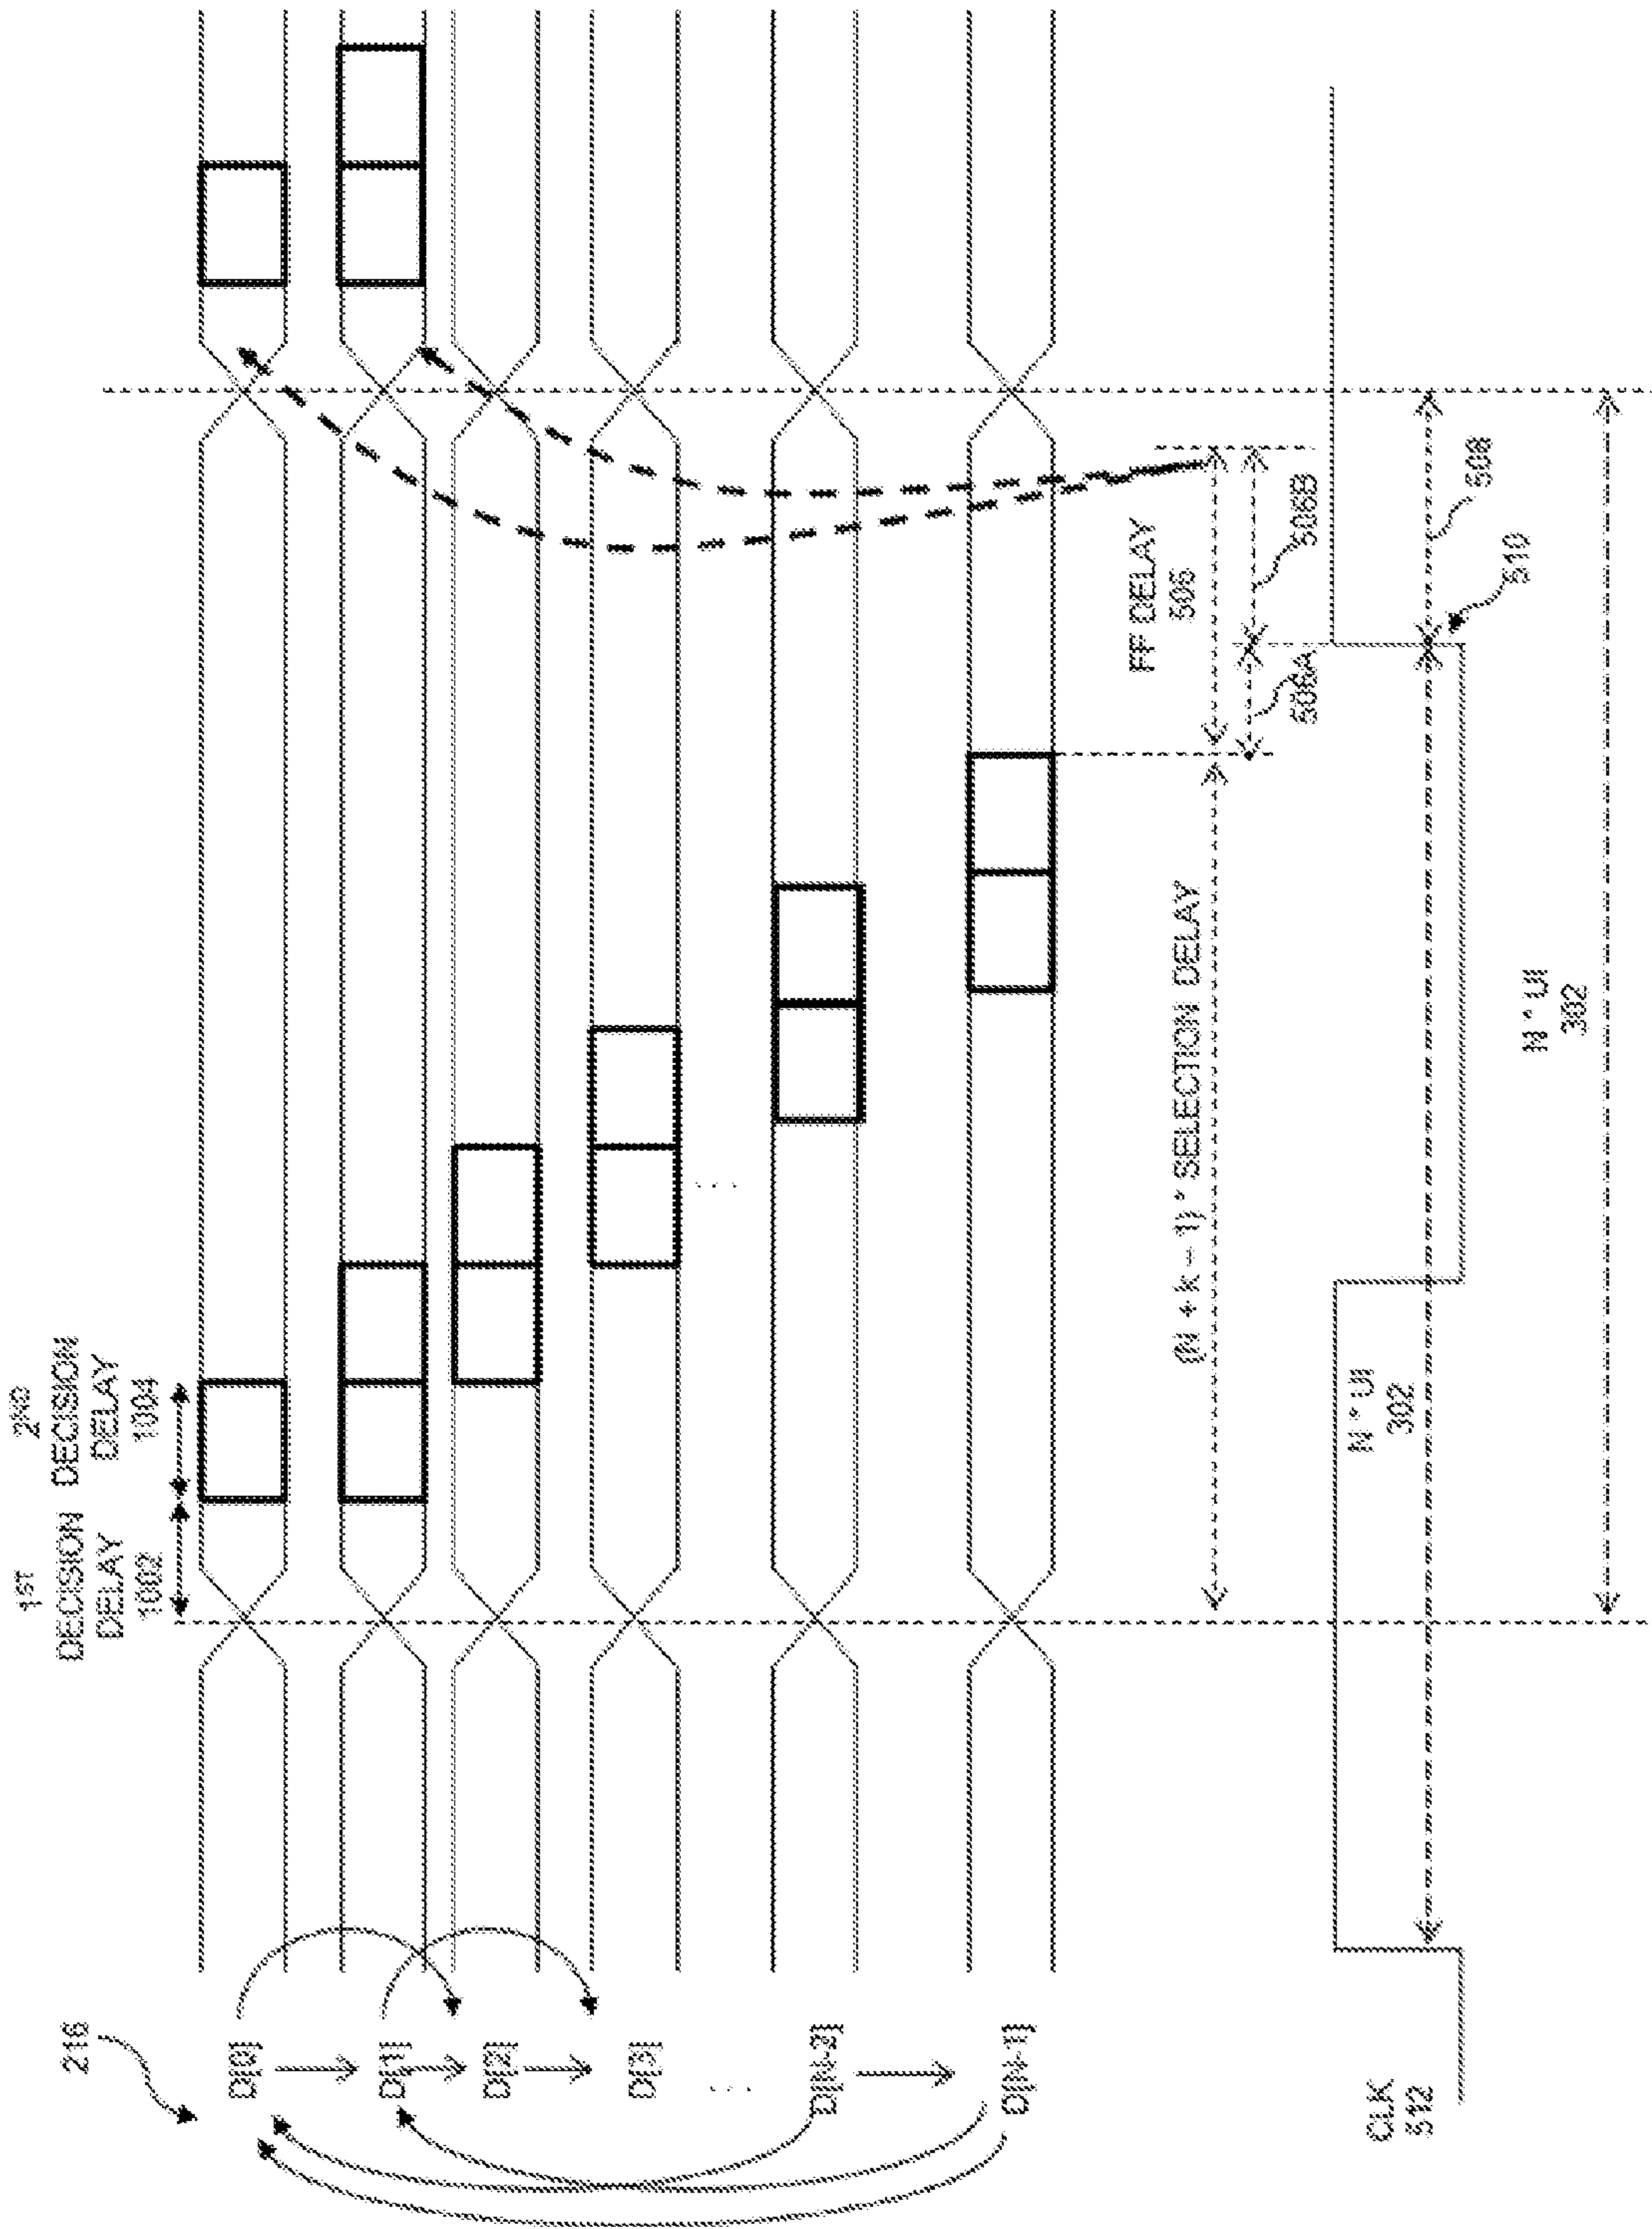 216
1ST
DECISION
DELAY
1002
2ND
DECISION
DELAY
1004
D[0]
D[1]
D[2]
D[3]
...
...
D[N-2]
D[N-1]
(N + k - 1) * SELECTION DELAY
FF DELAY
506
506A
506B
CLK
512
N * UI
302
508
510
N * UI
302